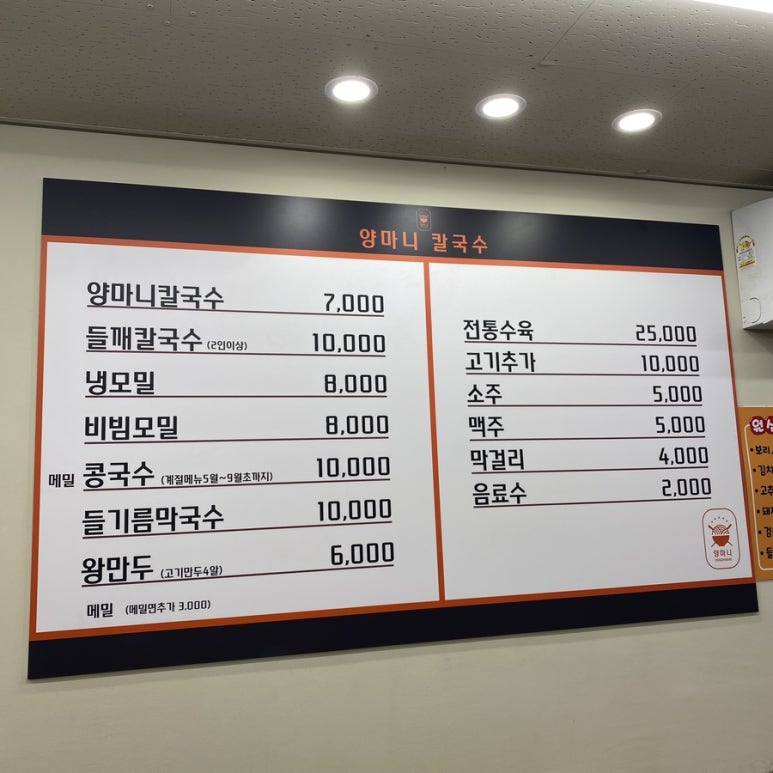 양마니 칼국수
양마니칼국수 7,000
들깨칼국수 (2인이상) 10,000
냉모밀 8,000
비빔모밀 8,000
메밀 콩국수 (계절메뉴5월~9월초까지) 10,000
들기름막국수 10,000
왕만두 (고기만두4알) 6,000
메밀 (메밀면추가 3,000)
전통수육 25,000
고기추가 10,000
소주 5,000
맥주 5,000
막걸리 4,000
음료수 2,000
양마니